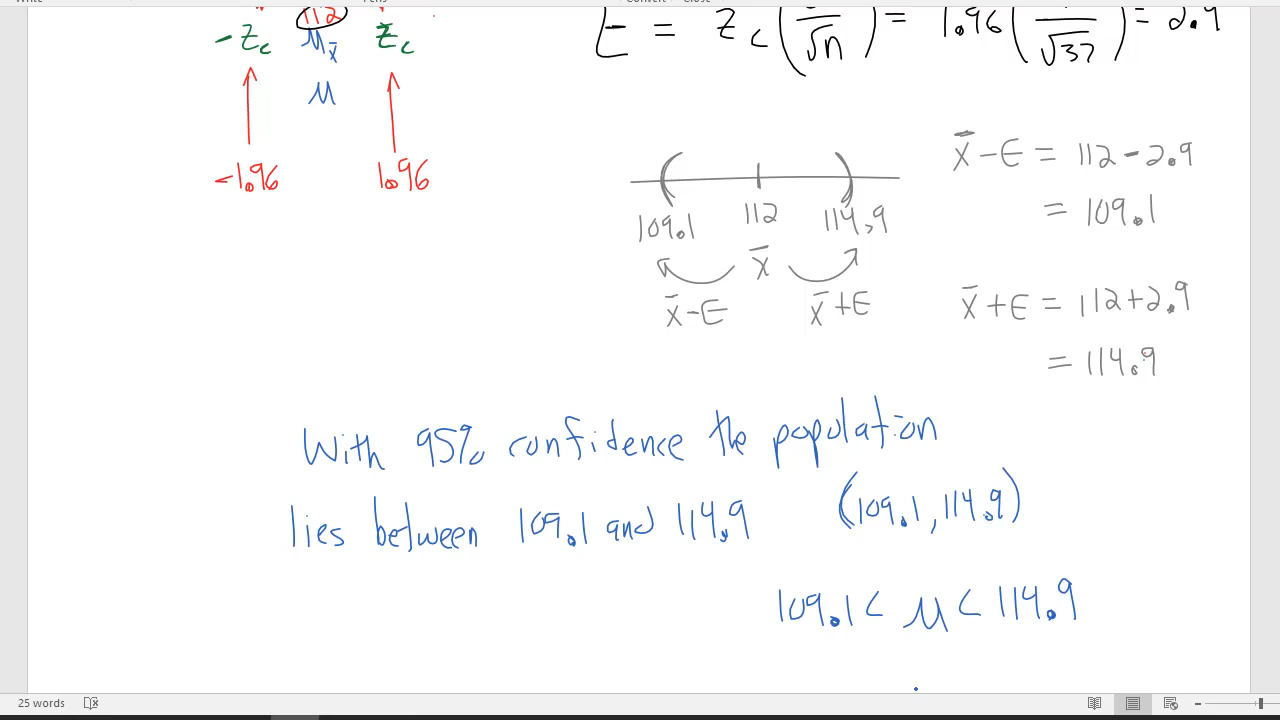 112
-Zc μx̄ Zc
μ
-1.96 1.96
E = Zc(/√n) = 1.96(/√37) = 2.9
109.1 112 114.9
x̄
x̄-E x̄+E
x̄-E = 112-2.9
= 109.1
x̄+E = 112+2.9
= 114.9
With 95% confidence the population
lies between 109.1 and 114.9 (109.1, 114.9)
109.1 < μ < 114.9
25 words